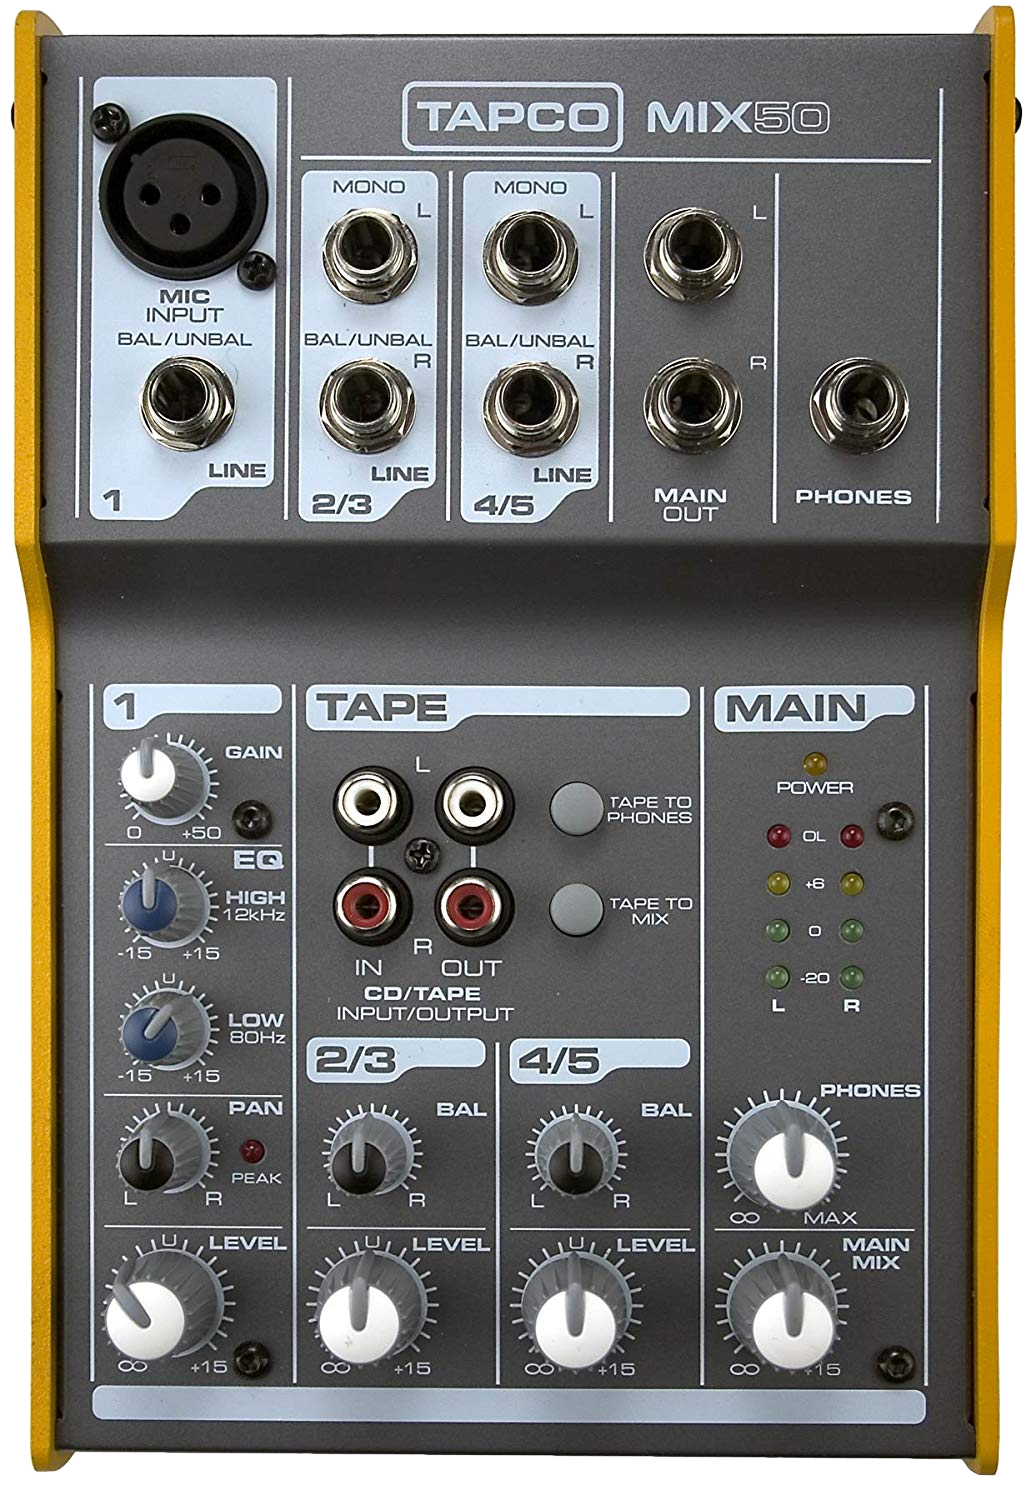 TAPCO MIX50
MONO
L
MONO
L
L
MIC
INPUT
BAL/UNBAL
BAL/UNBAL
R
BAL/UNBAL
R
R
LINE
1
LINE
2/3
LINE
4/5
MAIN
OUT
PHONES
1
U
GAIN
0 +50
U
EQ
HIGH
12kHz
-15 +15
U
LOW
80Hz
-15 +15
PAN
PEAK
L R
U
LEVEL
∞ +15
TAPE
L
TAPE TO
PHONES
TAPE TO
MIX
R
IN OUT
CD/TAPE
INPUT/OUTPUT
2/3
BAL
L R
U
LEVEL
∞ +15
4/5
BAL
L R
U
LEVEL
∞ +15
MAIN
POWER
OL
+6
0
-20
L R
PHONES
∞ MAX
U
MAIN
MIX
∞ +15